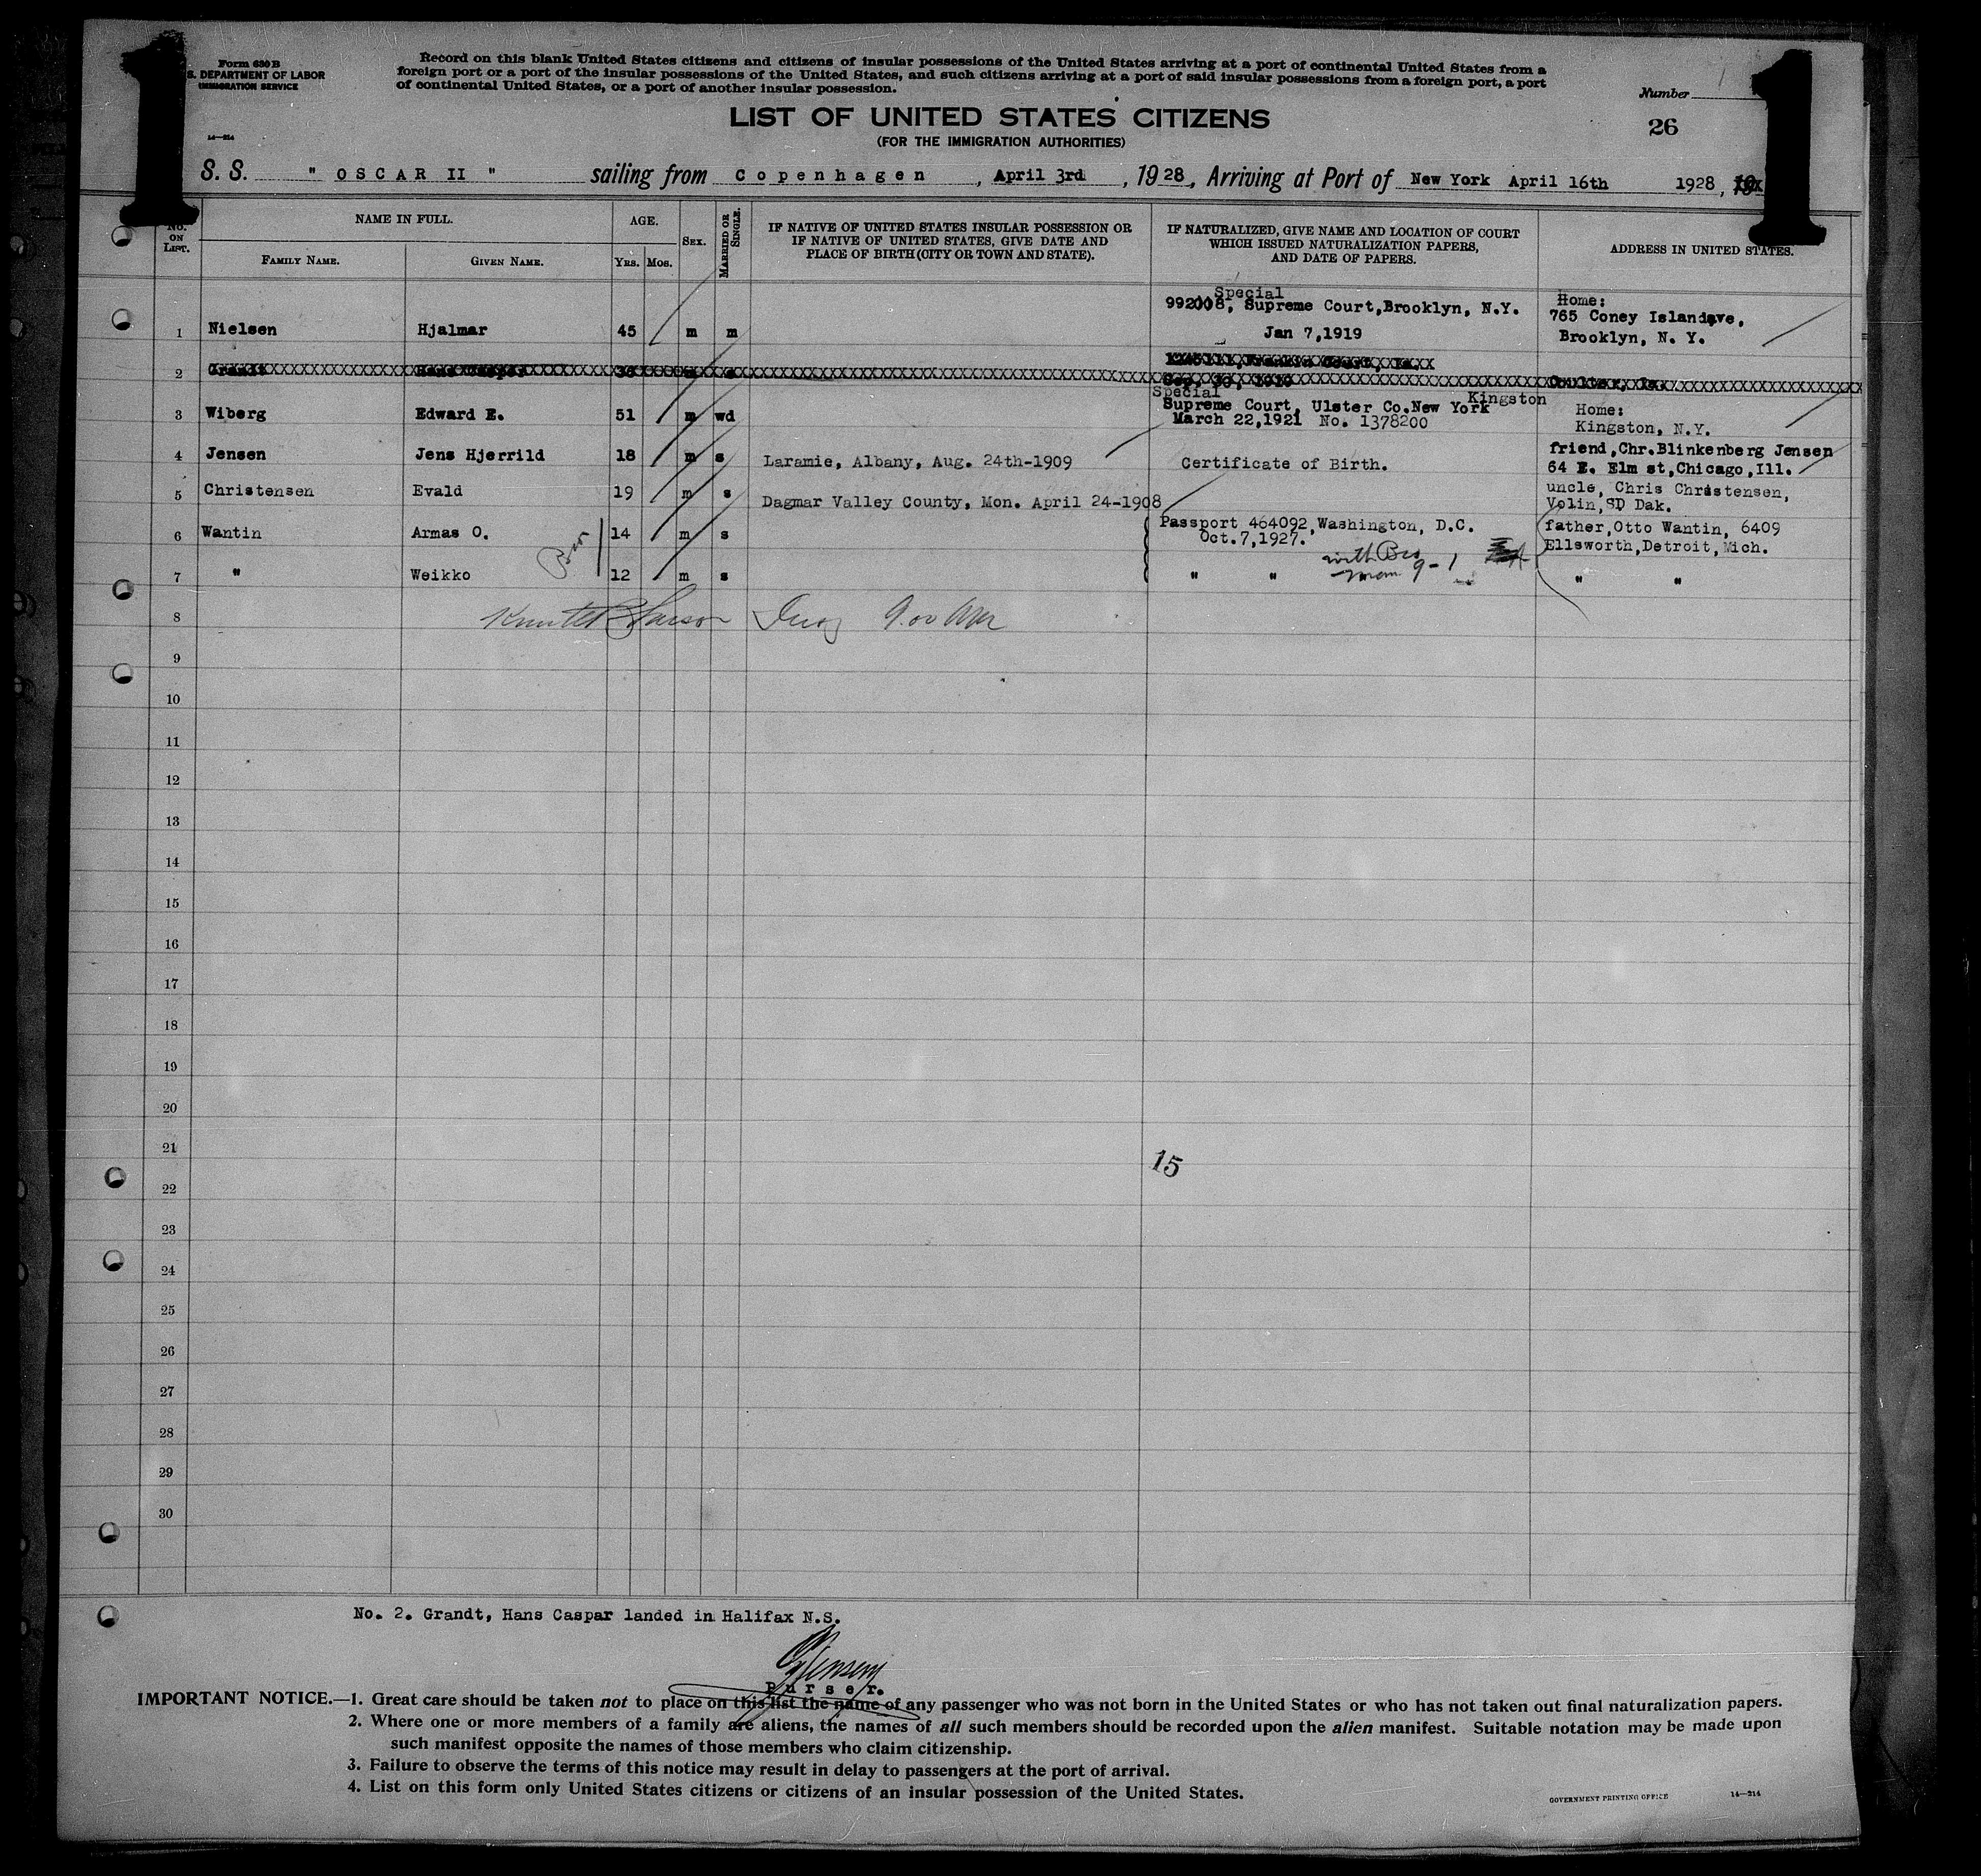 1
1
Form 630 B
S. DEPARTMENT OF LABOR
IMMIGRATION SERVICE
14—214
Record on this blank United States citizens and citizens of insular possessions of the United States arriving at a port of continental United States from a
foreign port or a port of the insular possessions of the United States, and such citizens arriving at a port of said insular possessions from a foreign port, a port
of continental United States, or a port of another insular possession.
Number
26
LIST OF UNITED STATES CITIZENS
(FOR THE IMMIGRATION AUTHORITIES)
S. S. " OSCAR II " sailing from Copenhagen, April 3rd, 1928, Arriving at Port of New York April 16th 1928,
No. ON LIST.
NAME IN FULL.
FAMILY NAME. GIVEN NAME.
AGE.
YRS. MOS.
SEX.
MARRIED OR SINGLE.
IF NATIVE OF UNITED STATES INSULAR POSSESSION OR
IF NATIVE OF UNITED STATES, GIVE DATE AND
PLACE OF BIRTH (CITY OR TOWN AND STATE).
IF NATURALIZED, GIVE NAME AND LOCATION OF COURT
WHICH ISSUED NATURALIZATION PAPERS,
AND DATE OF PAPERS.
ADDRESS IN UNITED STATES.
Special
992008, Supreme Court,Brooklyn, N.Y. Home:
765 Coney Islandave,
1 Nielsen Hjalmar 45 m m Jan 7,1919 Brooklyn, N. Y.
2
Special Kingston
3 Wiberg Edward E. 51 m wd Supreme Court, Ulster Co.New York Home:
March 22,1921 No. 1378200 Kingston, N.Y.
4 Jensen Jens Hjerrild 18 m s Laramie, Albany, Aug. 24th-1909 Certificate of Birth. friend,Chr.Blinkenberg Jensen
64 E. Elm st,Chicago,Ill.
5 Christensen Evald 19 m s Dagmar Valley County, Mon. April 24-1908 uncle, Chris Christensen,
Volin,SD Dak.
6 Wantin Armas O. 14 m s Passport 464092,Washington, D.C. father,Otto Wantin, 6409
Oct.7,1927. Ellsworth,Detroit,Mich.
with Bro
7 " Weikko 12 m s " " 9-1 " "
8
9
10
11
12
13
14
15
16
17
18
19
20
21
15
22
23
24
25
26
27
28
29
30
No. 2. Grandt, Hans Caspar landed in Halifax N.S.
Purser.
IMPORTANT NOTICE.—1. Great care should be taken not to place on this list the name of any passenger who was not born in the United States or who has not taken out final naturalization papers.
2. Where one or more members of a family are aliens, the names of all such members should be recorded upon the alien manifest. Suitable notation may be made upon
such manifest opposite the names of those members who claim citizenship.
3. Failure to observe the terms of this notice may result in delay to passengers at the port of arrival.
4. List on this form only United States citizens or citizens of an insular possession of the United States.
GOVERNMENT PRINTING OFFICE 14—214